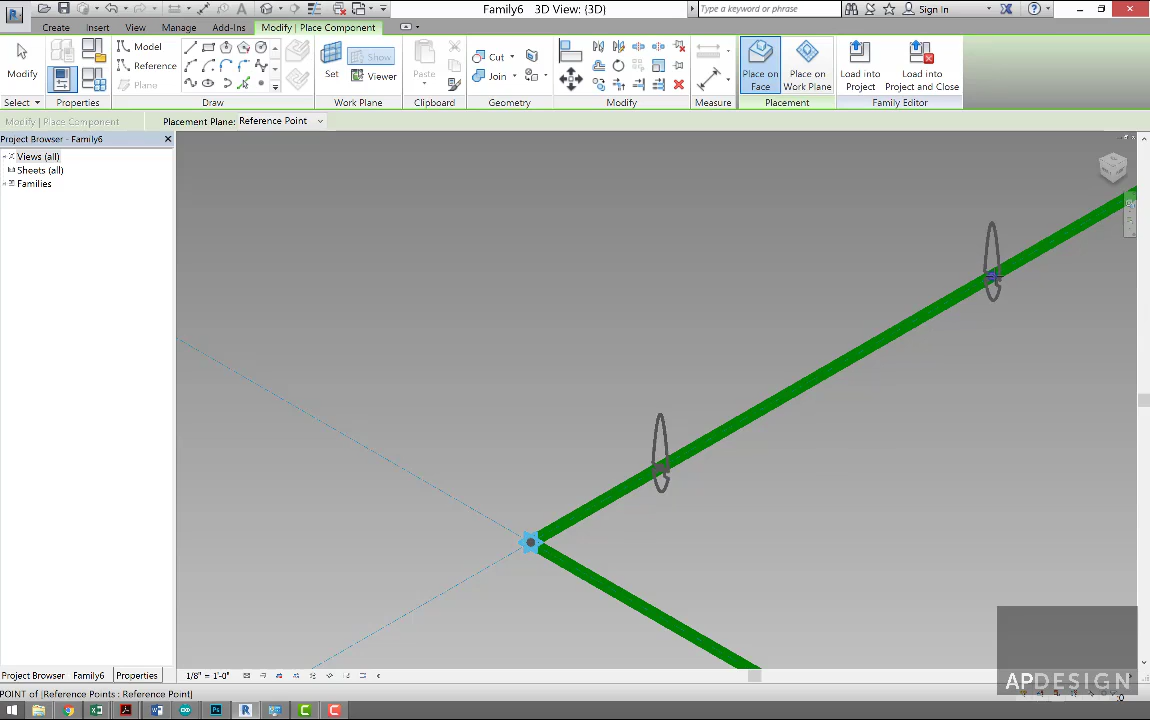 Family6 3D View: (3D)
Type a keyword or phrase
Sign In
Create Insert View Manage Add-Ins Modify | Place Component
Modify
Model
Reference
Plane
Set
Show
Viewer
Paste
Cut
Join
Place on Face
Place on Work Plane
Load into Project
Load into Project and Close
Select Properties Draw Work Plane Clipboard Geometry Modify Measure Placement Family Editor
Modify | Place Component
Placement Plane: Reference Point
Project Browser - Family6
Views (all)
Sheets (all)
Families
Project Browser - Family6
Properties
1/8" = 1'-0"
POINT of [Reference Points : Reference Point]
:0
APDESIGN